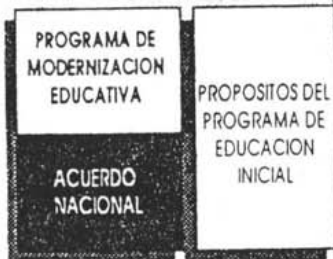 PROGRAMA DE
MODERNIZACION
EDUCATIVA
ACUERDO
NACIONAL
PROPOSITOS DEL
PROGRAMA DE
EDUCACION
INICIAL